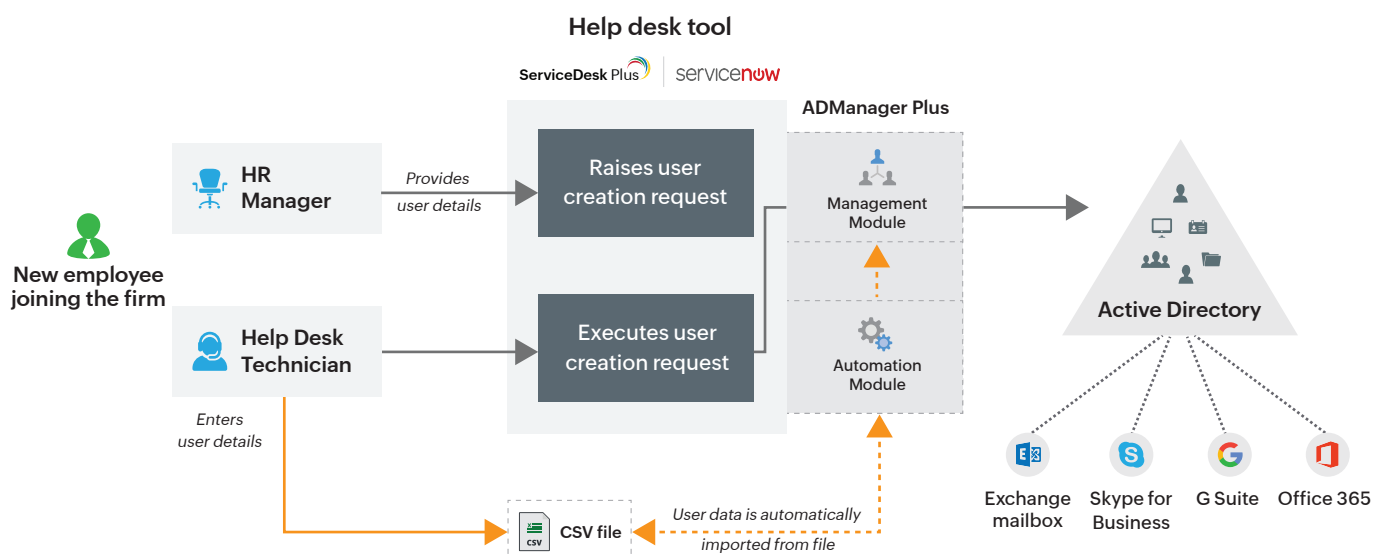 Help desk tool
ServiceDesk Plus
servicenow
ADManager Plus
HR
Manager
Provides
user details
Raises user
creation request
Management
Module
New employee
joining the firm
Help Desk
Technician
Executes user
creation request
Automation
Module
Active Directory
Enters
user details
CSV
CSV file
User data is automatically
imported from file
Exchange
mailbox
Skype for
Business
G Suite
Office 365